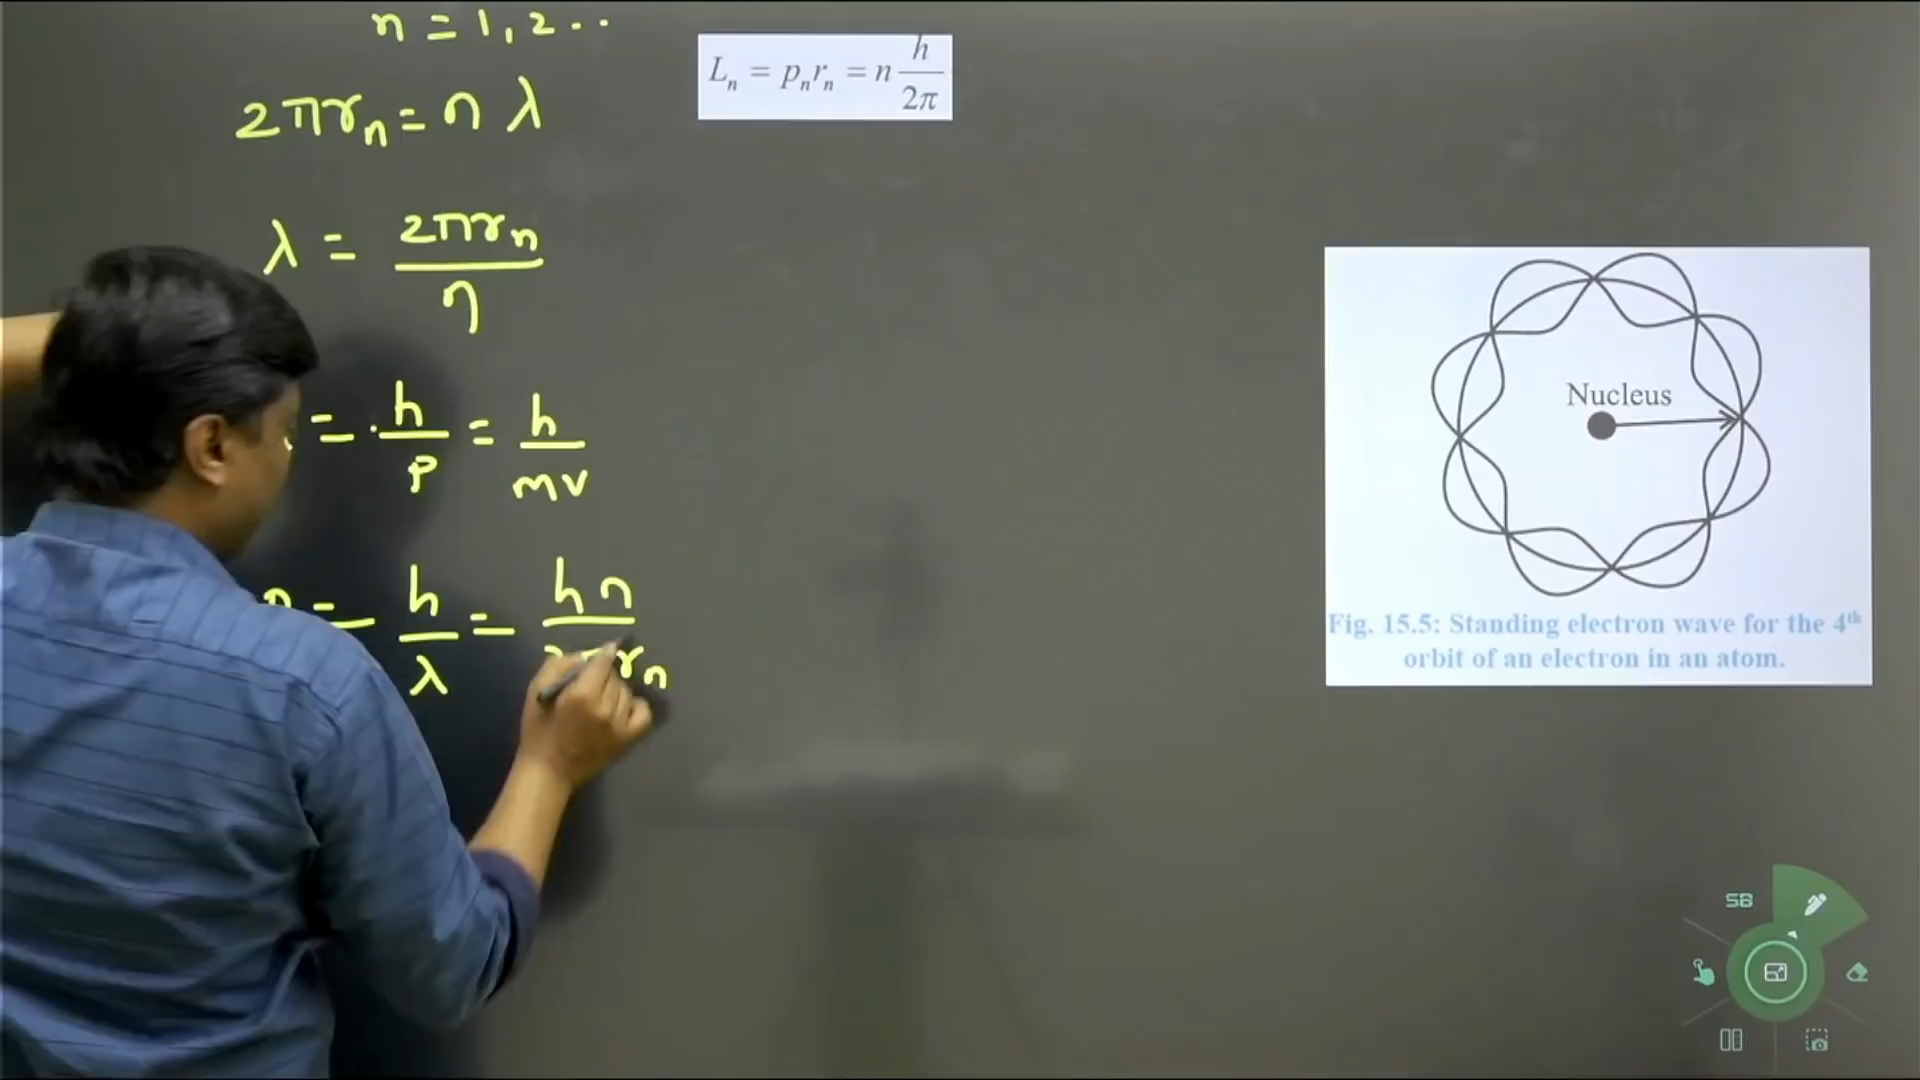 n = 1, 2 ..
2πr_n = n λ
λ = 2πr_n / n
= h / p = h / mv
= h / λ = h n / r_n
L_n = p_n r_n = n h / 2π
Nucleus
Fig. 15.5: Standing electron wave for the 4th
orbit of an electron in an atom.
SB